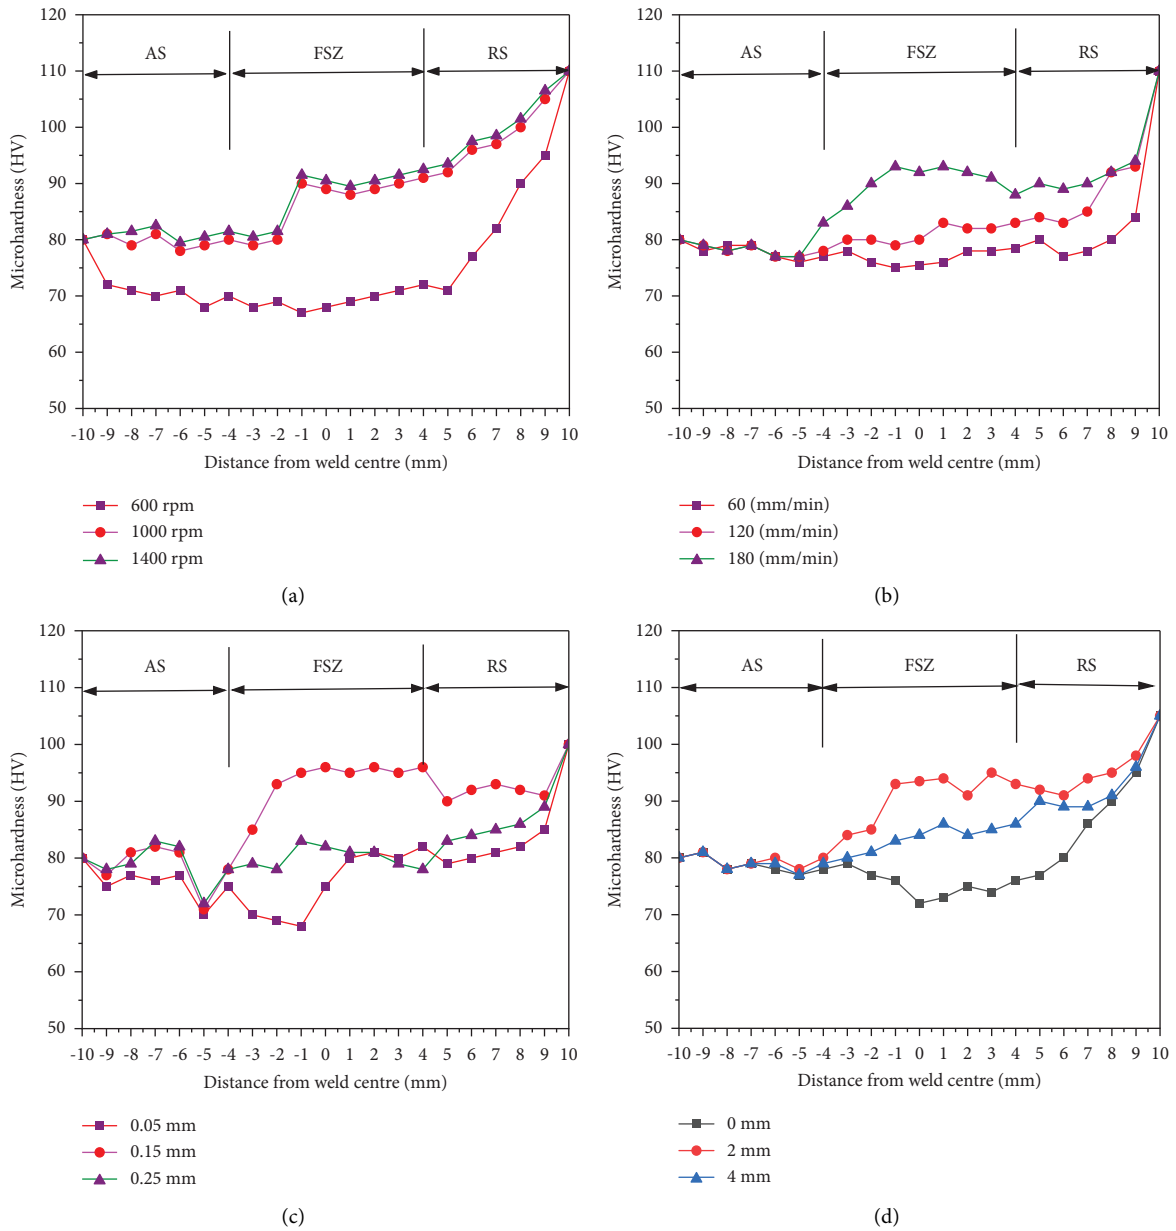 120
110
100
90
80
70
60
50
Microhardness (HV)
AS FSZ RS
-10 -9 -8 -7 -6 -5 -4 -3 -2 -1 0 1 2 3 4 5 6 7 8 9 10
Distance from weld centre (mm)
600 rpm
1000 rpm
1400 rpm
(a)
120
110
100
90
80
70
60
50
Microhardness (HV)
AS FSZ RS
-10 -9 -8 -7 -6 -5 -4 -3 -2 -1 0 1 2 3 4 5 6 7 8 9 10
Distance from weld centre (mm)
60 (mm/min)
120 (mm/min)
180 (mm/min)
(b)
120
110
100
90
80
70
60
50
Microhardness (HV)
AS FSZ RS
-10 -9 -8 -7 -6 -5 -4 -3 -2 -1 0 1 2 3 4 5 6 7 8 9 10
Distance from weld centre (mm)
0.05 mm
0.15 mm
0.25 mm
(c)
120
110
100
90
80
70
60
50
Microhardness (HV)
AS FSZ RS
-10 -9 -8 -7 -6 -5 -4 -3 -2 -1 0 1 2 3 4 5 6 7 8 9 10
Distance from weld centre (mm)
0 mm
2 mm
4 mm
(d)